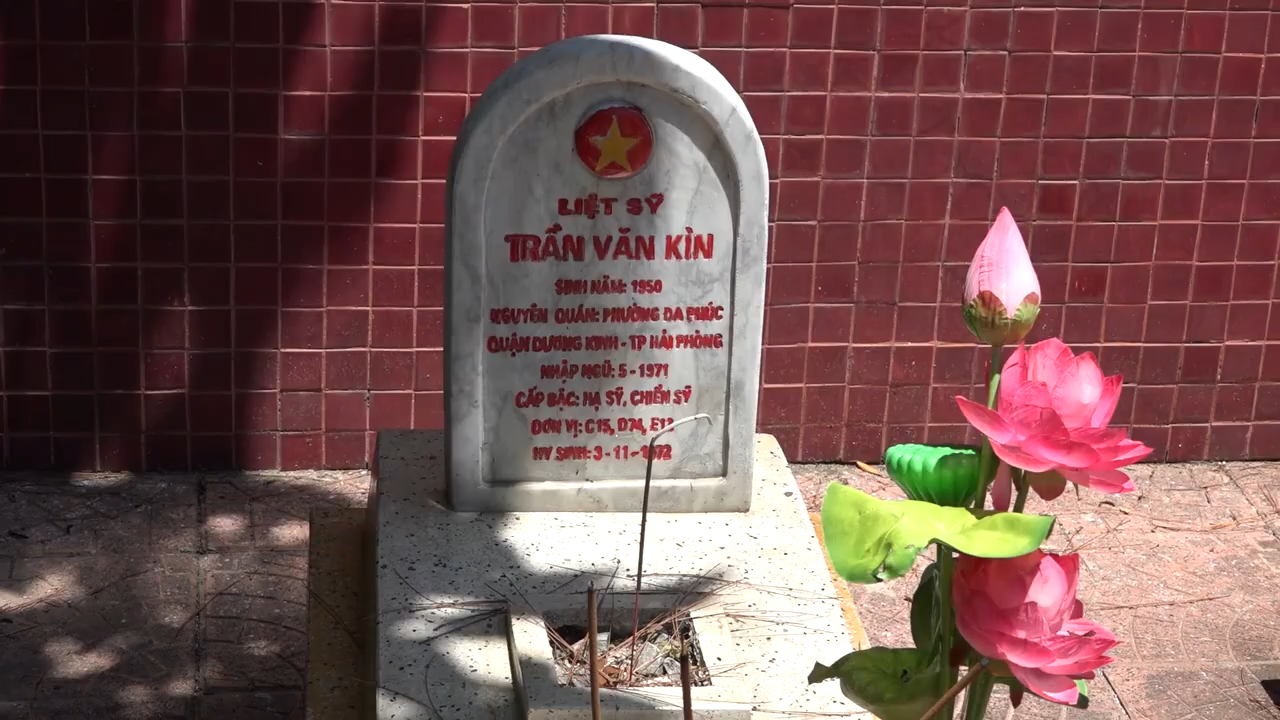 LIỆT SỸ
TRẦN VĂN KÌN
SINH NĂM: 1950
NGUYÊN QUÁN: PHƯỜNG ĐA PHÚC
QUẬN DƯƠNG KINH - TP HẢI PHÒNG
NHẬP NGŨ: 5 - 1971
CẤP BẬC: HẠ SỸ, CHIẾN SỸ
ĐƠN VỊ: C15, D74,
HY SINH: 3 - 11 - 1972